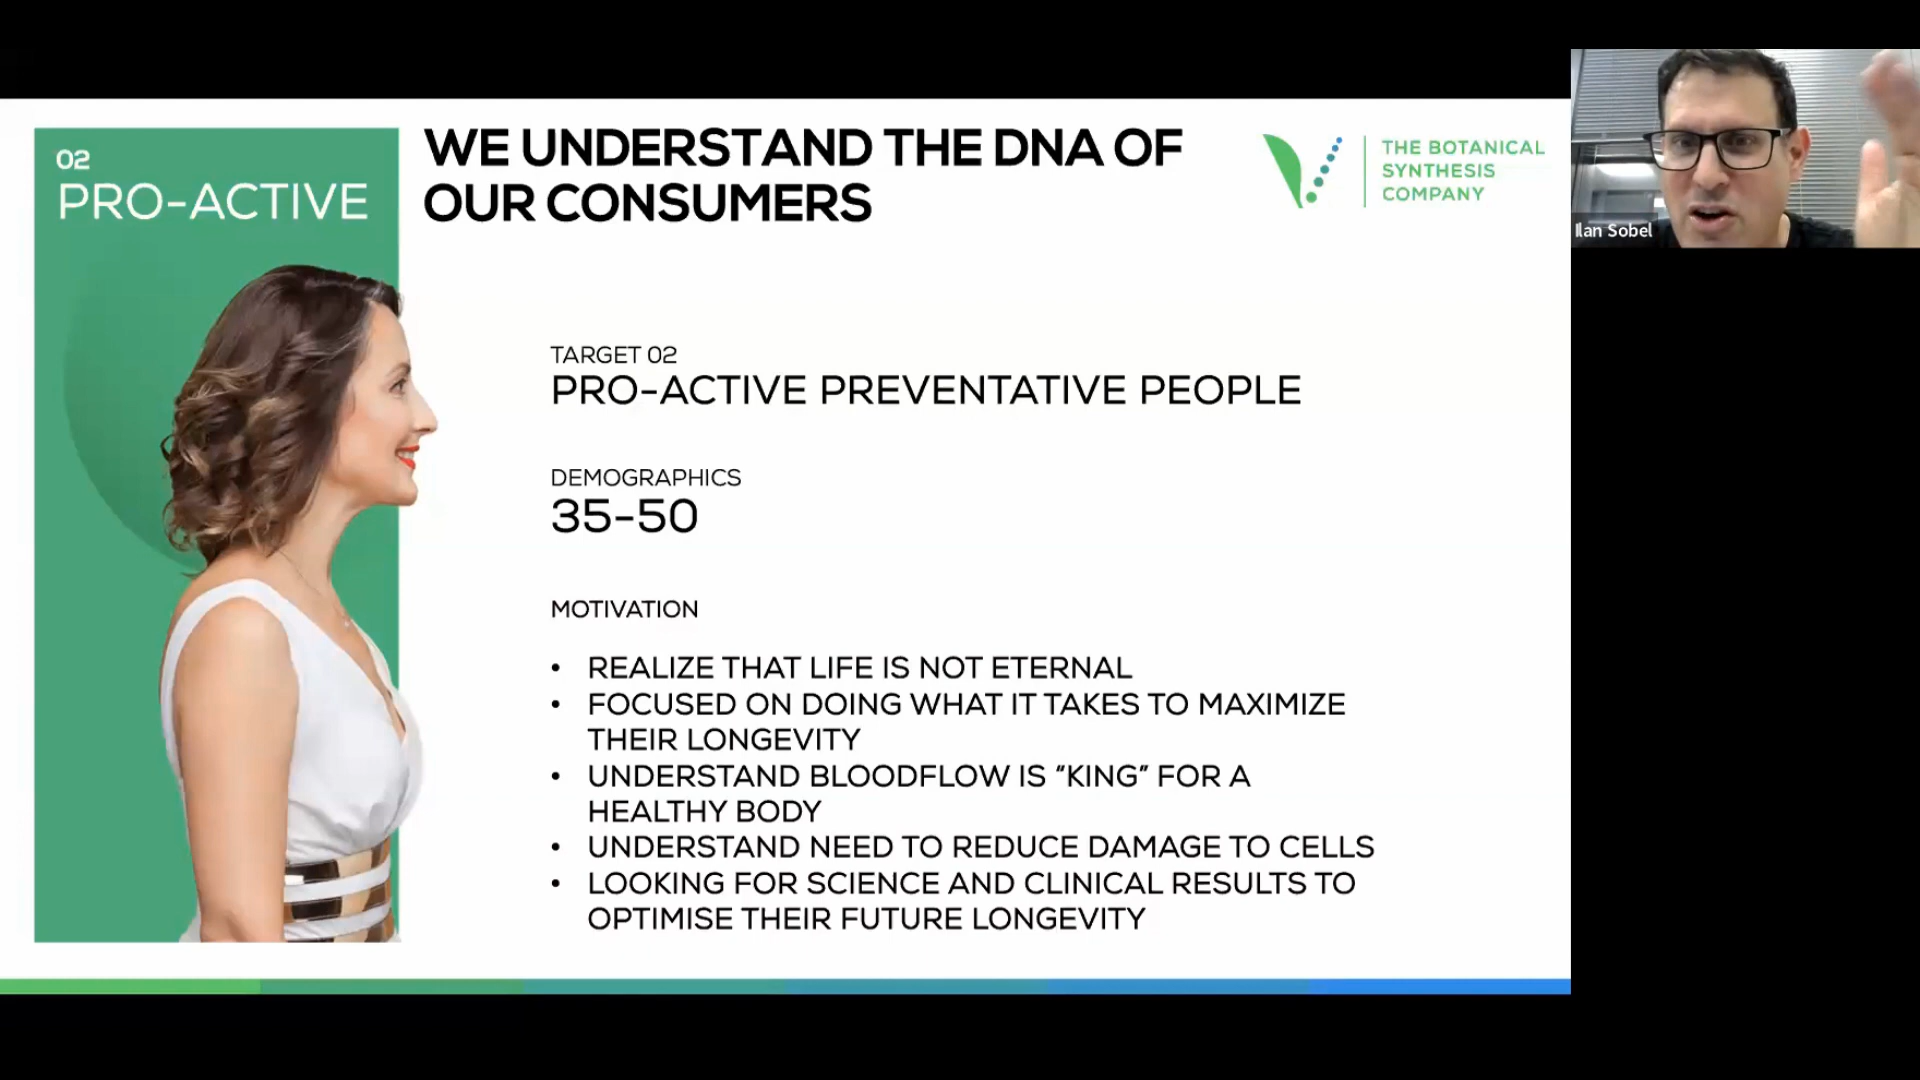 02
PRO-ACTIVE
WE UNDERSTAND THE DNA OF
OUR CONSUMERS
THE BOTANICAL
SYNTHESIS
COMPANY
Ilan Sobel
TARGET 02
PRO-ACTIVE PREVENTATIVE PEOPLE
DEMOGRAPHICS
35-50
MOTIVATION
• REALIZE THAT LIFE IS NOT ETERNAL
• FOCUSED ON DOING WHAT IT TAKES TO MAXIMIZE
THEIR LONGEVITY
• UNDERSTAND BLOODFLOW IS “KING” FOR A
HEALTHY BODY
• UNDERSTAND NEED TO REDUCE DAMAGE TO CELLS
• LOOKING FOR SCIENCE AND CLINICAL RESULTS TO
OPTIMISE THEIR FUTURE LONGEVITY